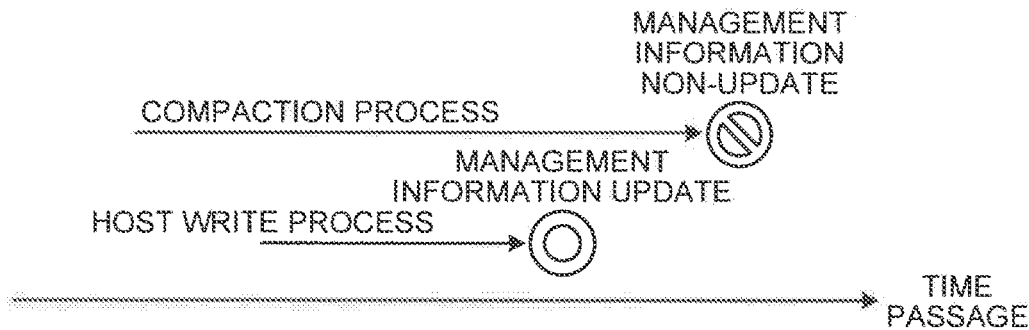 MANAGEMENT
INFORMATION
NON-UPDATE
COMPACTION PROCESS
MANAGEMENT
INFORMATION UPDATE
HOST WRITE PROCESS
TIME
PASSAGE